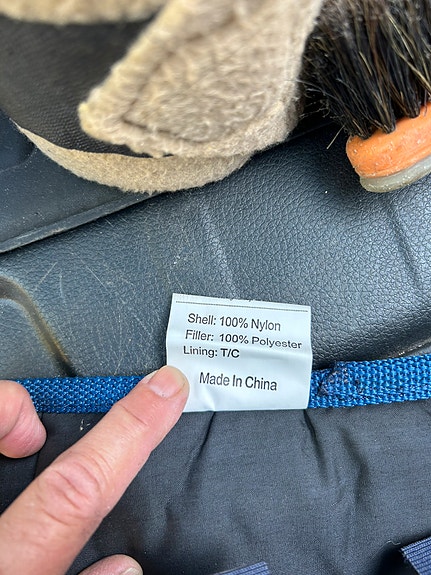 Shell: 100% Nylon
Filler: 100% Polyester
Lining: T/C
Made In China